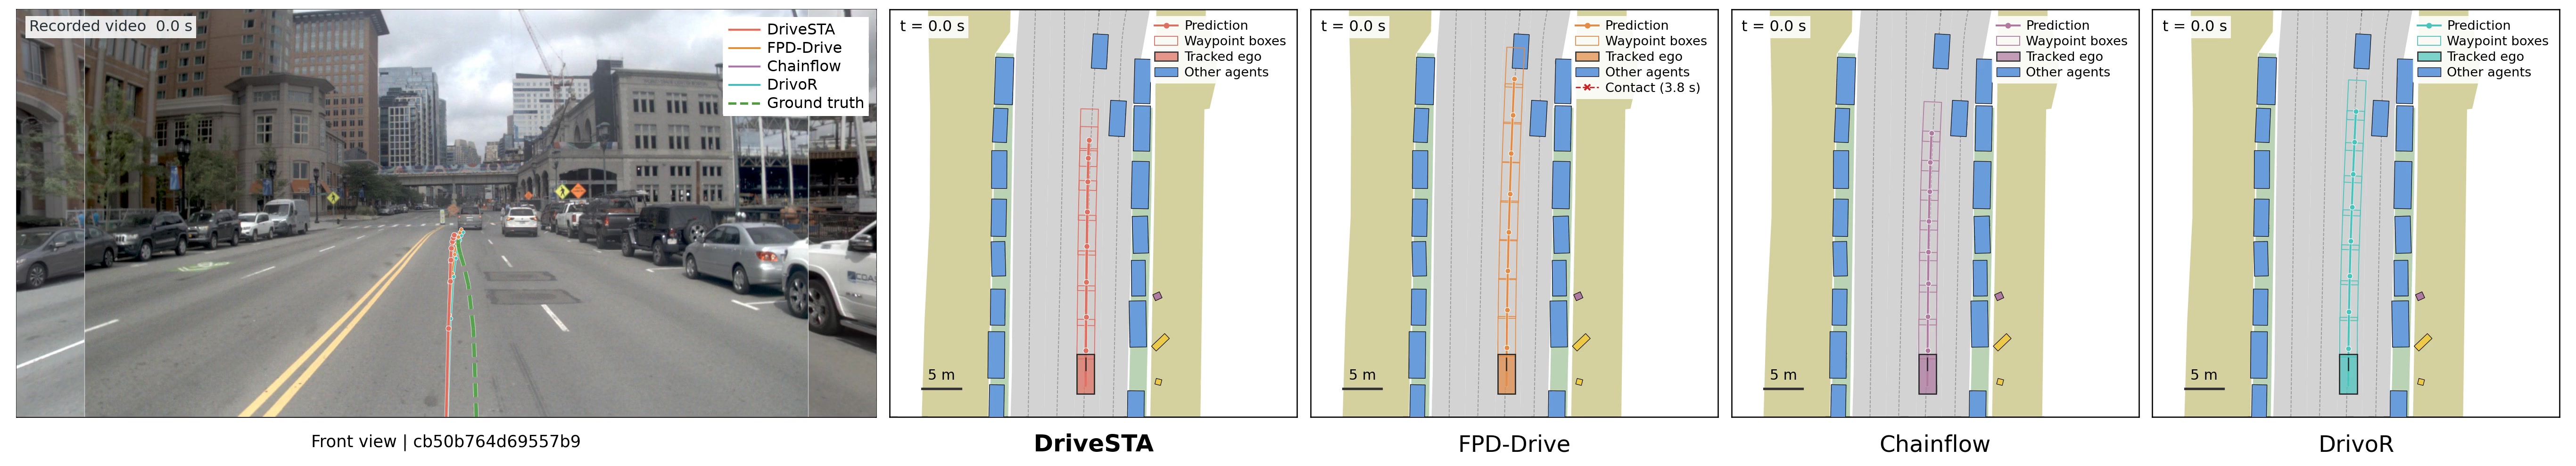 Recorded video 0.0 s
DriveSTA
FPD-Drive
Chainflow
DrivoR
Ground truth
Front view | cb50b764d69557b9
t = 0.0 s
Prediction
Waypoint boxes
Tracked ego
Other agents
5 m
DriveSTA
t = 0.0 s
Prediction
Waypoint boxes
Tracked ego
Other agents
Contact (3.8 s)
5 m
FPD-Drive
t = 0.0 s
Prediction
Waypoint boxes
Tracked ego
Other agents
5 m
Chainflow
t = 0.0 s
Prediction
Waypoint boxes
Tracked ego
Other agents
5 m
DrivoR